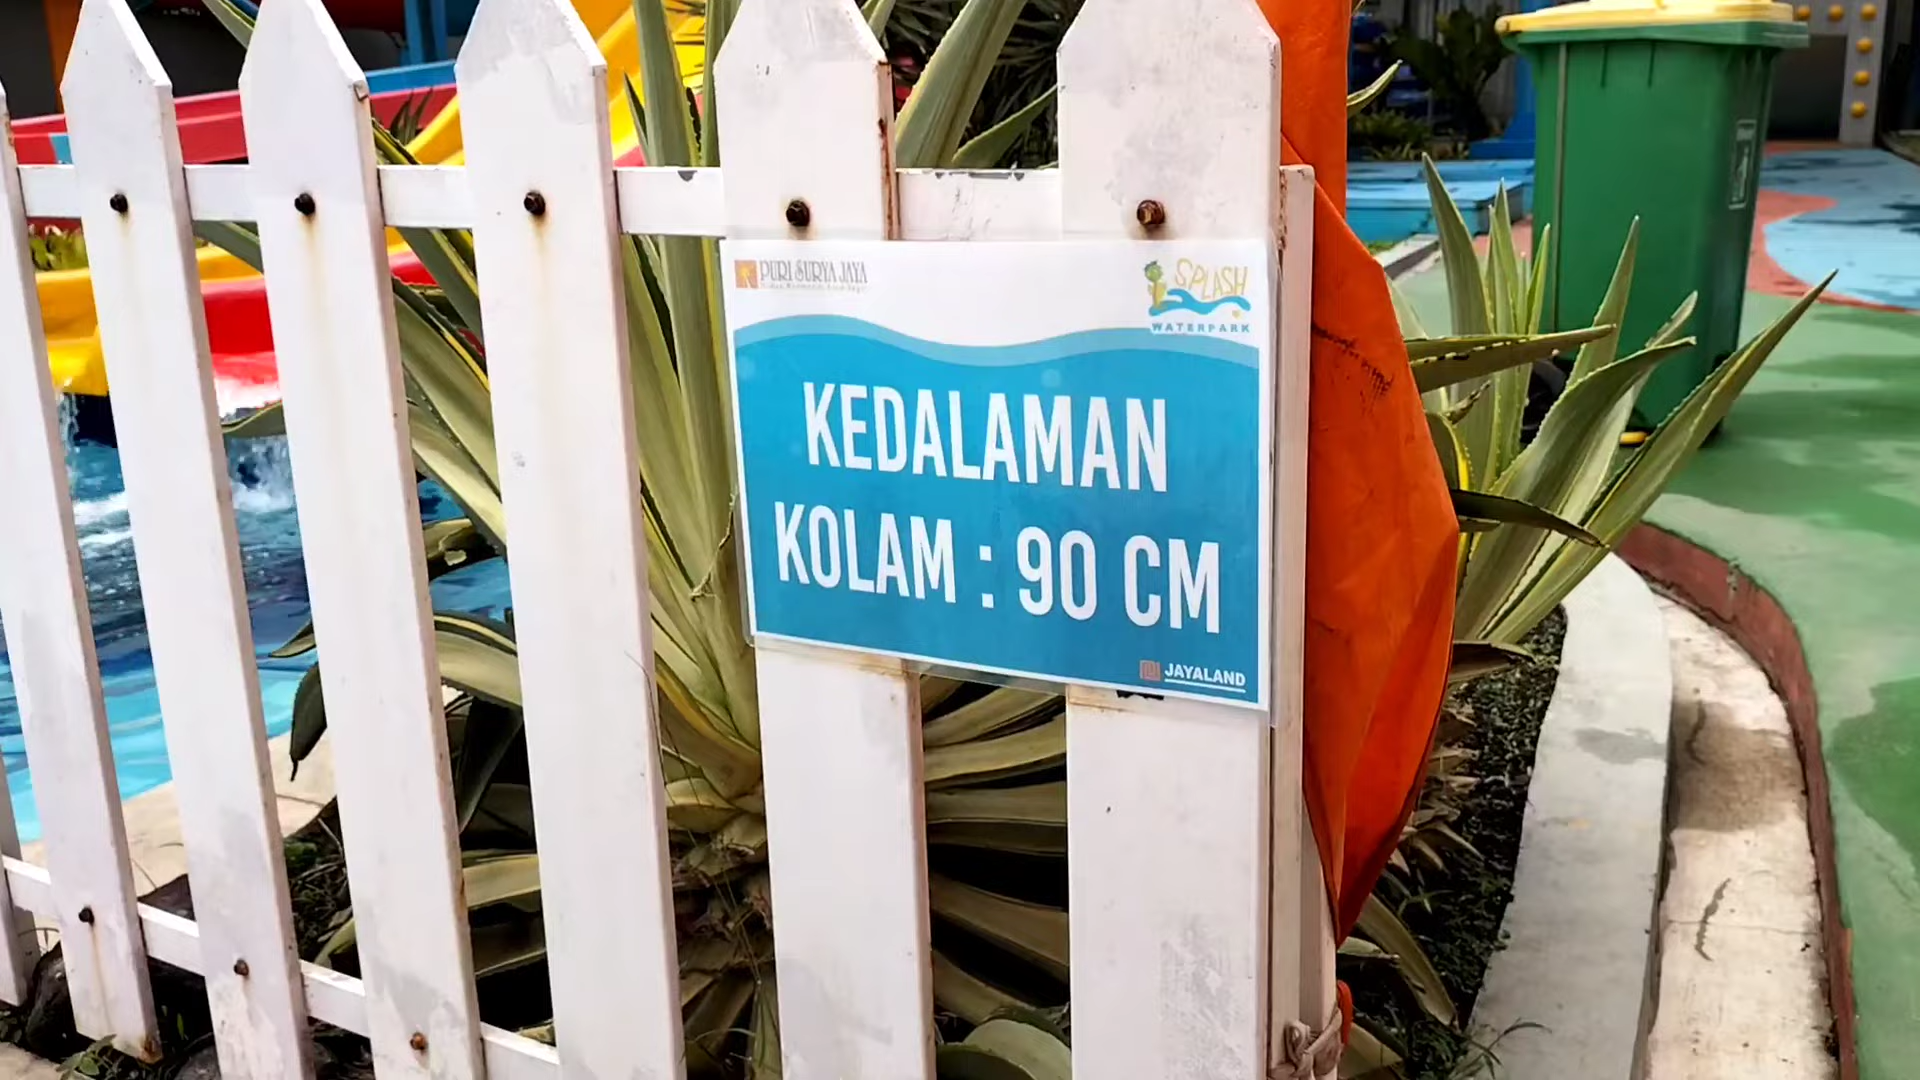 PURI SURYA JAYA
SPLASH
WATERPARK
KEDALAMAN
KOLAM : 90 CM
JAYALAND